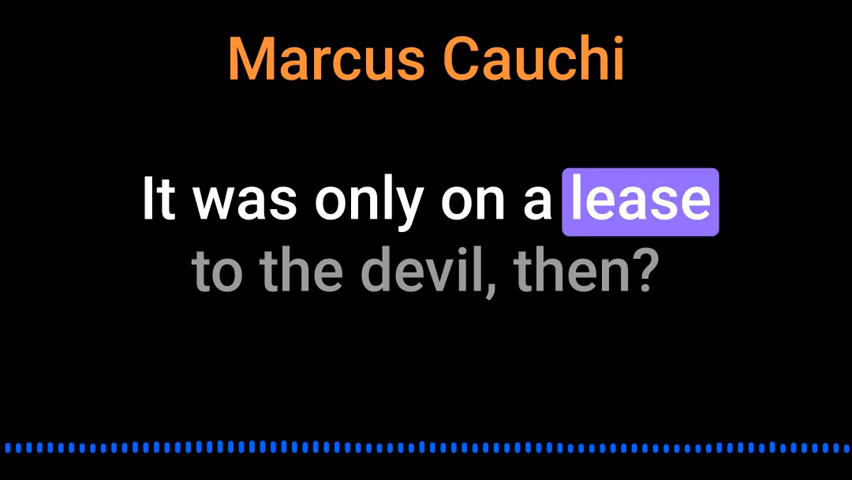 Marcus Cauchi
It was only on a lease
to the devil, then?